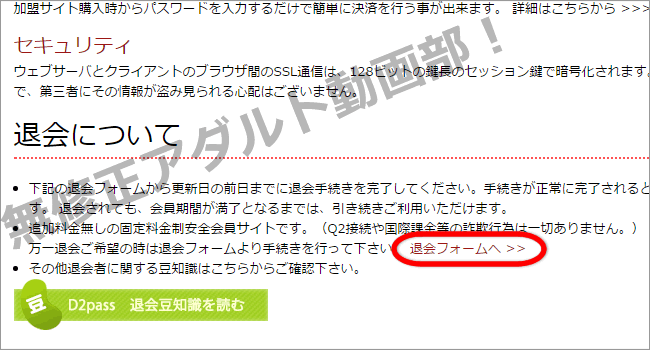 加盟サイト購入時からパスワードを入力するだけで簡単に決済を行う事が出来ます。 詳細はこちらから >>>
セキュリティ
ウェブサーバとクライアントのブラウザ間のSSL通信は、128ビットの鍵長のセッション鍵で暗号化されます。
で、第三者にその情報が盗み見られる心配はございません。
退会について
下記の退会フォームから更新日の前日までに退会手続きを完了してください。手続きが正常に完了されると
す。 退会されても、会員期間が満了となるまでは、引き続きご利用いただけます。
追加料金無しの固定料金制安全会員サイトです。（Q2接続や国際課金等の詐欺行為は一切ありません。）
万一退会ご希望の時は退会フォームより手続きを行って下さい 退会フォームへ >>
その他退会者に関する豆知識はこちらからご確認下さい。
豆 D2pass 退会豆知識を読む
無修正アダルト動画部！